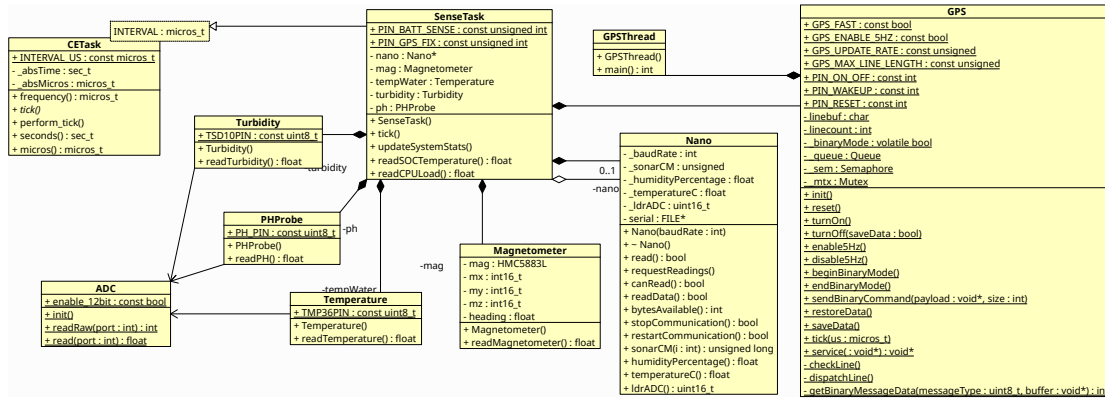 INTERVAL : micros_t
CETask
+ INTERVAL_US : const micros_t
- _absTime : sec_t
- _absMicros : micros_t
+ frequency() : micros_t
+ tick()
+ perform_tick()
+ seconds() : sec_t
+ micros() : micros_t
SenseTask
+ PIN_BATT_SENSE : const unsigned int
+ PIN_GPS_FIX : const unsigned int
- nano : Nano*
- mag : Magnetometer
- tempWater : Temperature
- turbidity : Turbidity
- ph : PHProbe
+ SenseTask()
+ tick()
+ updateSystemStats()
+ readSOCTemperature() : float
+ readCPULoad() : float
GPSThread
+ GPSThread()
+ main() : int
GPS
+ GPS_FAST : const bool
+ GPS_ENABLE_5HZ : const bool
+ GPS_UPDATE_RATE : const unsigned
+ GPS_MAX_LINE_LENGTH : const unsigned
+ PIN_ON_OFF : const int
+ PIN_WAKEUP : const int
+ PIN_RESET : const int
- linebuf : char
- linecount : int
- _binaryMode : volatile bool
- _queue : Queue
- _sem : Semaphore
- _mtx : Mutex
+ init()
+ reset()
+ turnOn()
+ turnOff(saveData : bool)
+ enable5Hz()
+ disable5Hz()
+ beginBinaryMode()
+ endBinaryMode()
+ sendBinaryCommand(payload : void*, size : int)
+ restoreData()
+ saveData()
+ tick(us : micros_t)
+ service( : void*) : void*
- checkLine()
- dispatchLine()
- getBinaryMessageData(messageType : uint8_t, buffer : void*) : in
Turbidity
+ TSD10PIN : const uint8_t
+ Turbidity()
+ readTurbidity() : float
-turbidity
PHProbe
+ PH_PIN : const uint8_t
+ PHProbe()
+ readPH() : float
-ph
ADC
+ enable_12bit : const bool
+ init()
+ readRaw(port : int) : int
+ read(port : int) : float
-tempWater
Temperature
+ TMP36PIN : const uint8_t
+ Temperature()
+ readTemperature() : float
-mag
Magnetometer
- mag : HMC5883L
- mx : int16_t
- my : int16_t
- mz : int16_t
- heading : float
+ Magnetometer()
+ readMagnetometer() : float
0..1
-nano
Nano
- _baudRate : int
- _sonarCM : unsigned
- _humidityPercentage : float
- _temperatureC : float
- _ldrADC : uint16_t
- serial : FILE*
+ Nano(baudRate : int)
+ ~ Nano()
+ read() : bool
+ requestReadings()
+ canRead() : bool
+ readData() : bool
+ bytesAvailable() : int
+ stopCommunication() : bool
+ restartCommunication() : bool
+ sonarCM(i : int) : unsigned long
+ humidityPercentage() : float
+ temperatureC() : float
+ ldrADC() : uint16_t